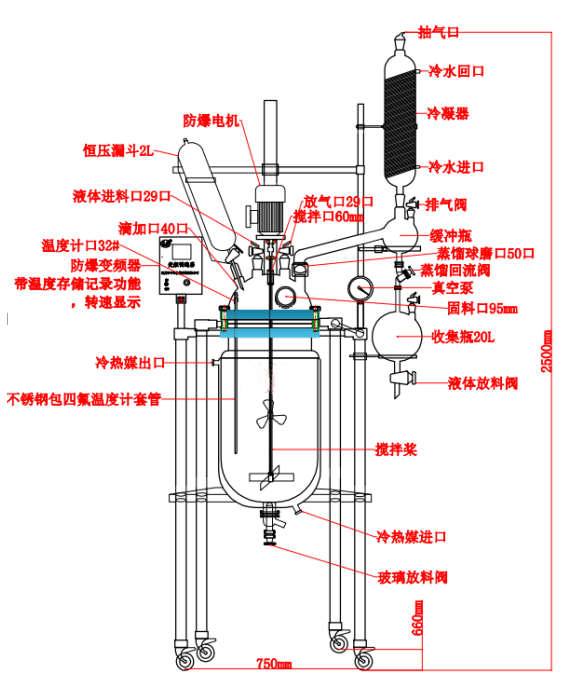 抽气口
冷水回口
冷凝器
冷水进口
防爆电机
恒压漏斗2L
液体进料口29口
滴加口40口
温度计口32#
防爆变频器
带温度存储记录功能
，转速显示
放气口29口
搅拌口60mm
排气阀
缓冲瓶
蒸馏球磨口50口
蒸馏回流阀
真空泵
固料口95mm
收集瓶20L
液体放料阀
冷热媒出口
不锈钢包四氟温度计套管
搅拌桨
冷热媒进口
玻璃放料阀
2500mm
660mm
750mm